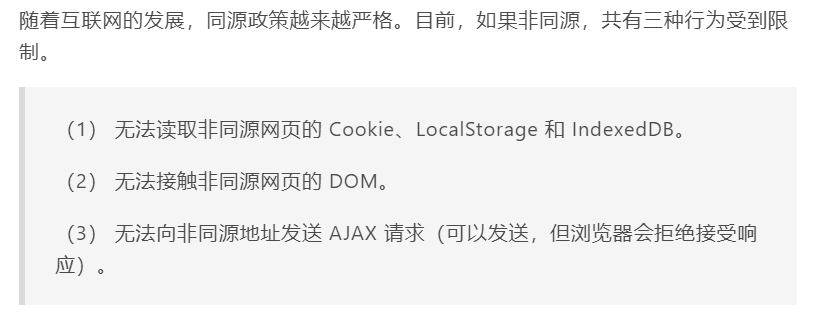 随着互联网的发展，同源政策越来越严格。目前，如果非同源，共有三种行为受到限
制。
（1） 无法读取非同源网页的 Cookie、LocalStorage 和 IndexedDB。
（2） 无法接触非同源网页的 DOM。
（3） 无法向非同源地址发送 AJAX 请求（可以发送，但浏览器会拒绝接受响
应）。